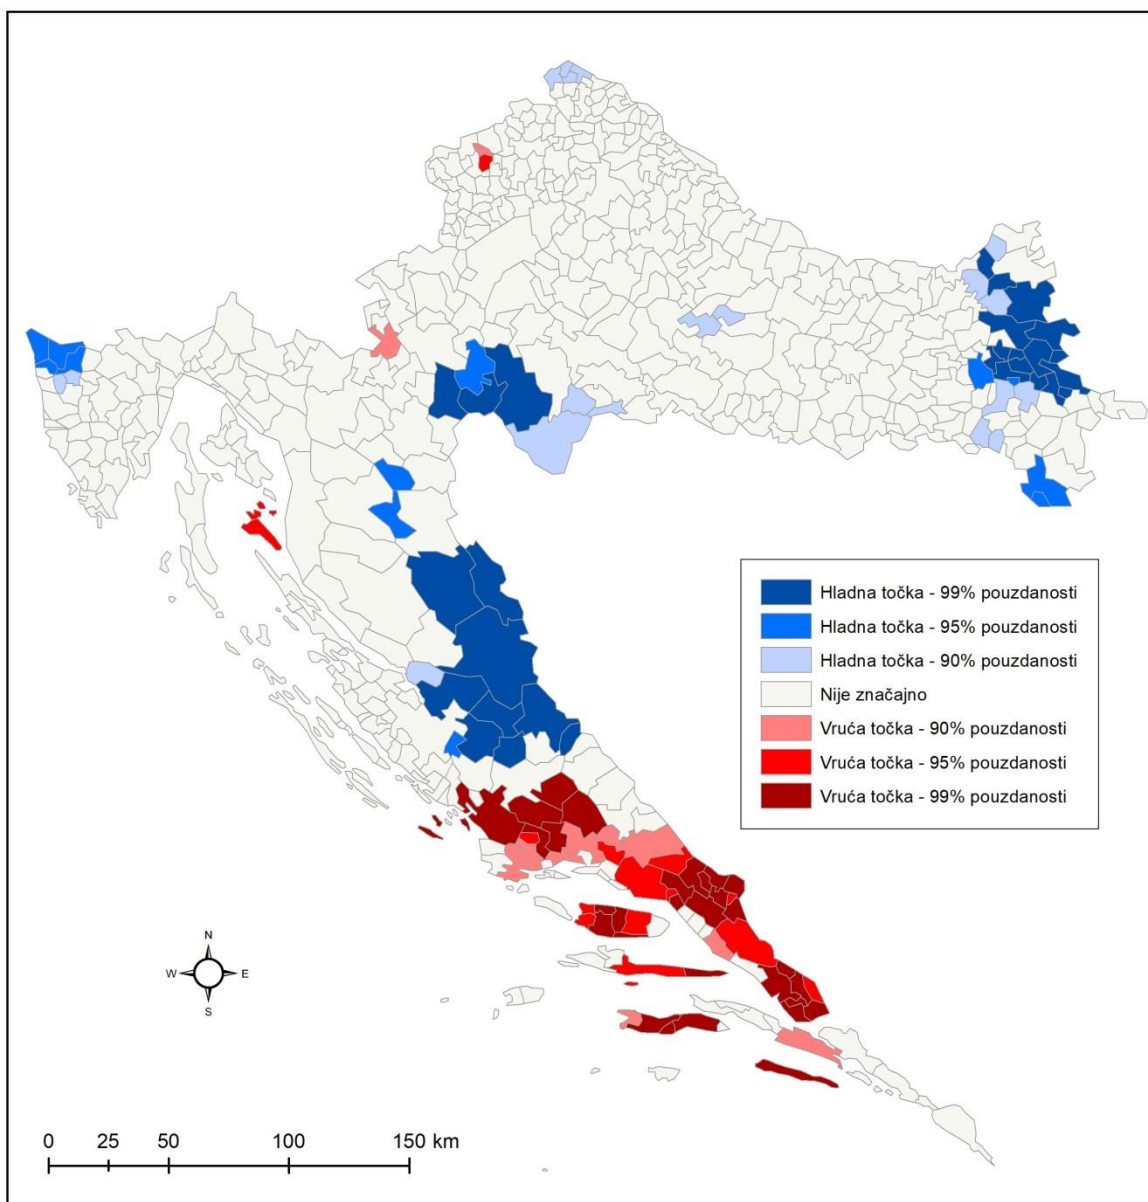 Hladna točka - 99% pouzdanosti
Hladna točka - 95% pouzdanosti
Hladna točka - 90% pouzdanosti
Nije značajno
Vruća točka - 90% pouzdanosti
Vruća točka - 95% pouzdanosti
Vruća točka - 99% pouzdanosti
N
W E
S
0 25 50 100 150 km